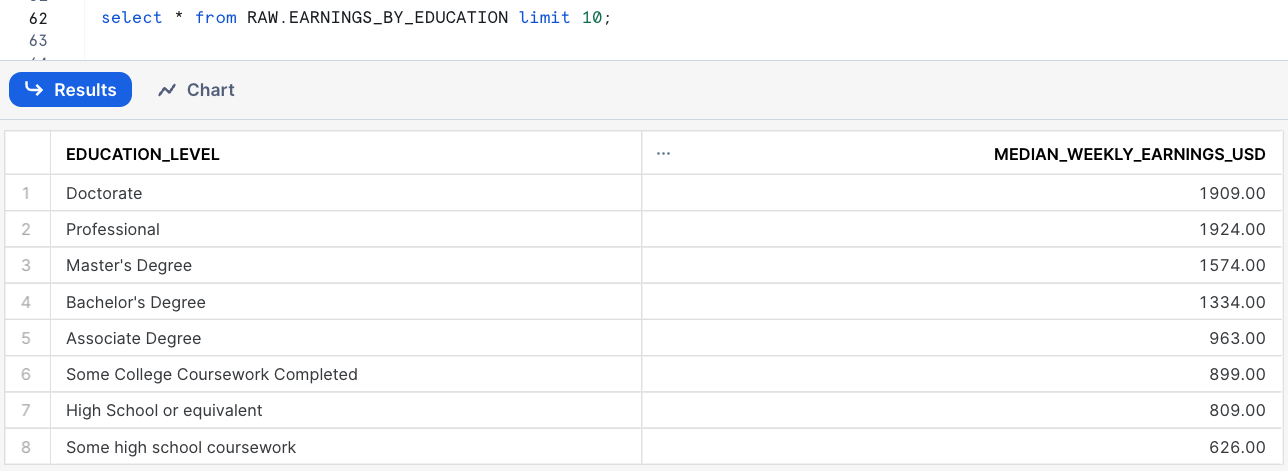 62 select * from RAW.EARNINGS_BY_EDUCATION limit 10;
63
Results Chart
EDUCATION_LEVEL ... MEDIAN_WEEKLY_EARNINGS_USD
1 Doctorate 1909.00
2 Professional 1924.00
3 Master's Degree 1574.00
4 Bachelor's Degree 1334.00
5 Associate Degree 963.00
6 Some College Coursework Completed 899.00
7 High School or equivalent 809.00
8 Some high school coursework 626.00